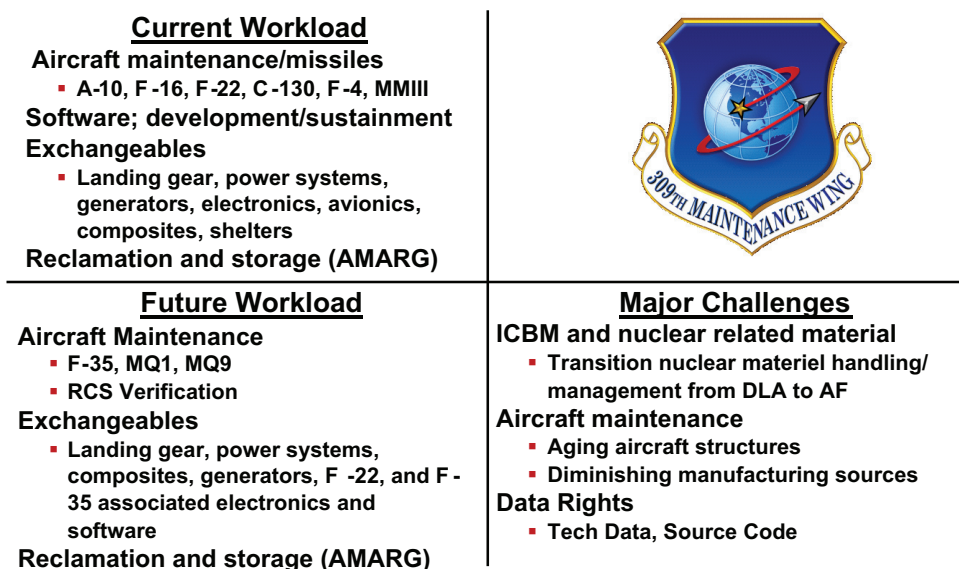 Current Workload
Aircraft maintenance/missiles
▪ A-10, F-16, F-22, C-130, F-4, MMIII
Software; development/sustainment
Exchangeables
▪ Landing gear, power systems,
generators, electronics, avionics,
composites, shelters
Reclamation and storage (AMARG)
309TH MAINTENANCE WING
Future Workload
Aircraft Maintenance
▪ F-35, MQ1, MQ9
▪ RCS Verification
Exchangeables
▪ Landing gear, power systems,
composites, generators, F -22, and F -
35 associated electronics and
software
Reclamation and storage (AMARG)
Major Challenges
ICBM and nuclear related material
▪ Transition nuclear materiel handling/
management from DLA to AF
Aircraft maintenance
▪ Aging aircraft structures
▪ Diminishing manufacturing sources
Data Rights
▪ Tech Data, Source Code